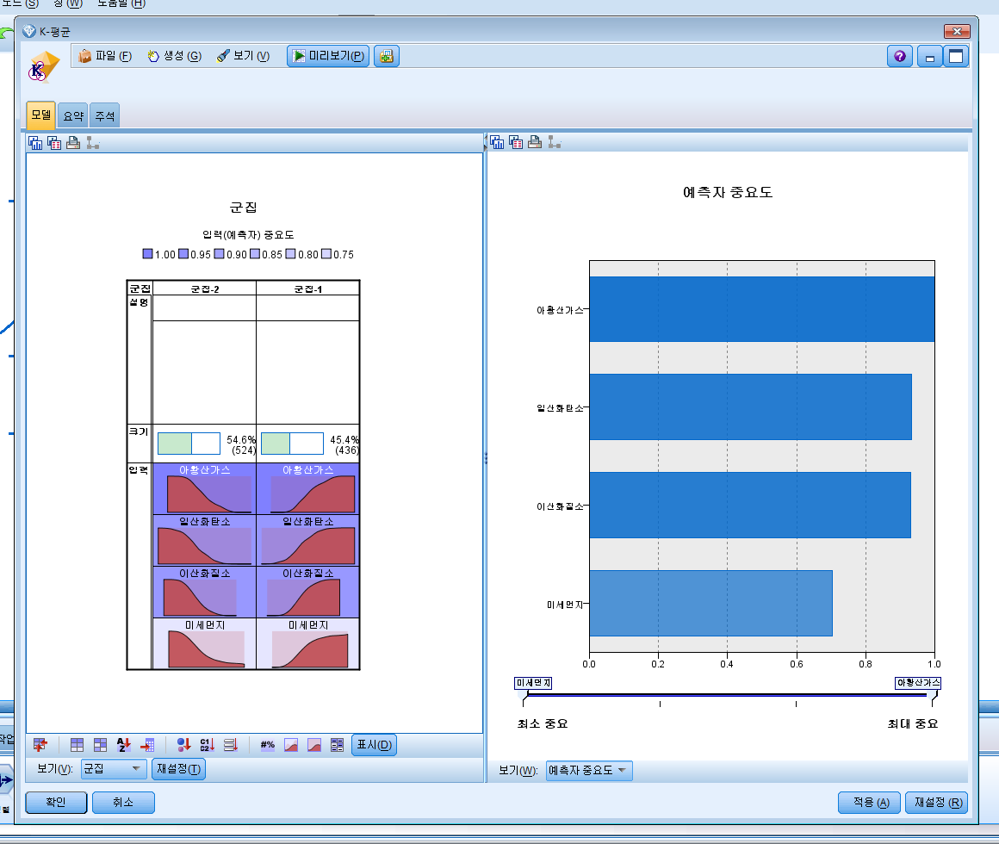 노드 (S) 창 (W) 도움말 (H)
K-평균
파일 (F) 생성 (G) 보기 (V) 미리보기(P)
모델 요약 주석
군집
입력(예측자) 중요도
1.00 0.95 0.90 0.85 0.80 0.75
군집 군집-2 군집-1
설명
크기 54.6% (524) 45.4% (436)
입력 아황산가스 아황산가스
일산화탄소 일산화탄소
이산화질소 이산화질소
미세먼지 미세먼지
#% 표시(D)
보기(V): 군집 재설정(T)
예측자 중요도
아황산가스
일산화탄소
이산화질소
미세먼지
0.0 0.2 0.4 0.6 0.8 1.0
미세먼지 아황산가스
최소 중요 최대 중요
보기(W): 예측자 중요도
확인 취소 적용 (A) 재설정 (R)